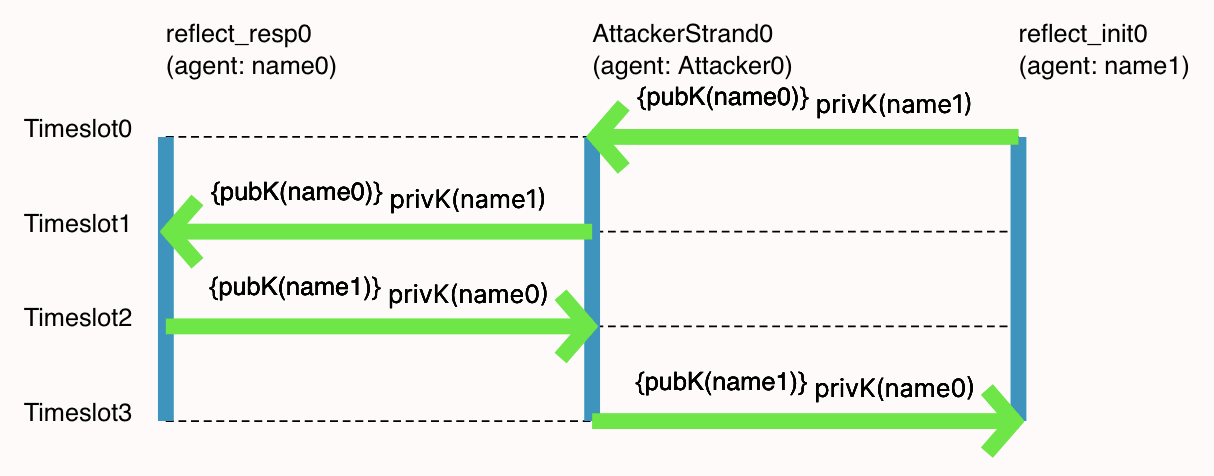 reflect_resp0
(agent: name0)
AttackerStrand0
(agent: Attacker0)
reflect_init0
(agent: name1)
{pubK(name0)} privK(name1)
Timeslot0
{pubK(name0)} privK(name1)
Timeslot1
{pubK(name1)} privK(name0)
Timeslot2
{pubK(name1)} privK(name0)
Timeslot3